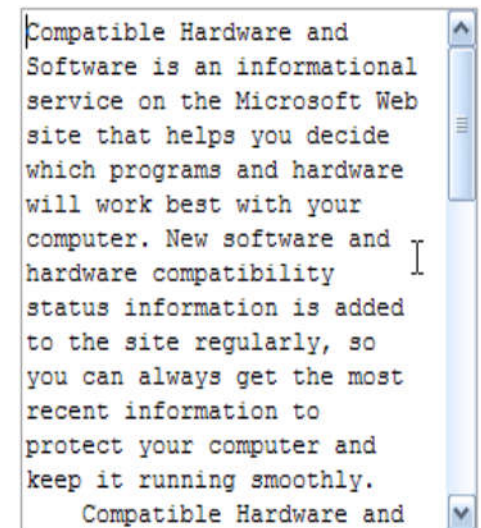 Compatible Hardware and
Software is an informational
service on the Microsoft Web
site that helps you decide
which programs and hardware
will work best with your
computer. New software and
hardware compatibility
status information is added
to the site regularly, so
you can always get the most
recent information to
protect your computer and
keep it running smoothly.
    Compatible Hardware and